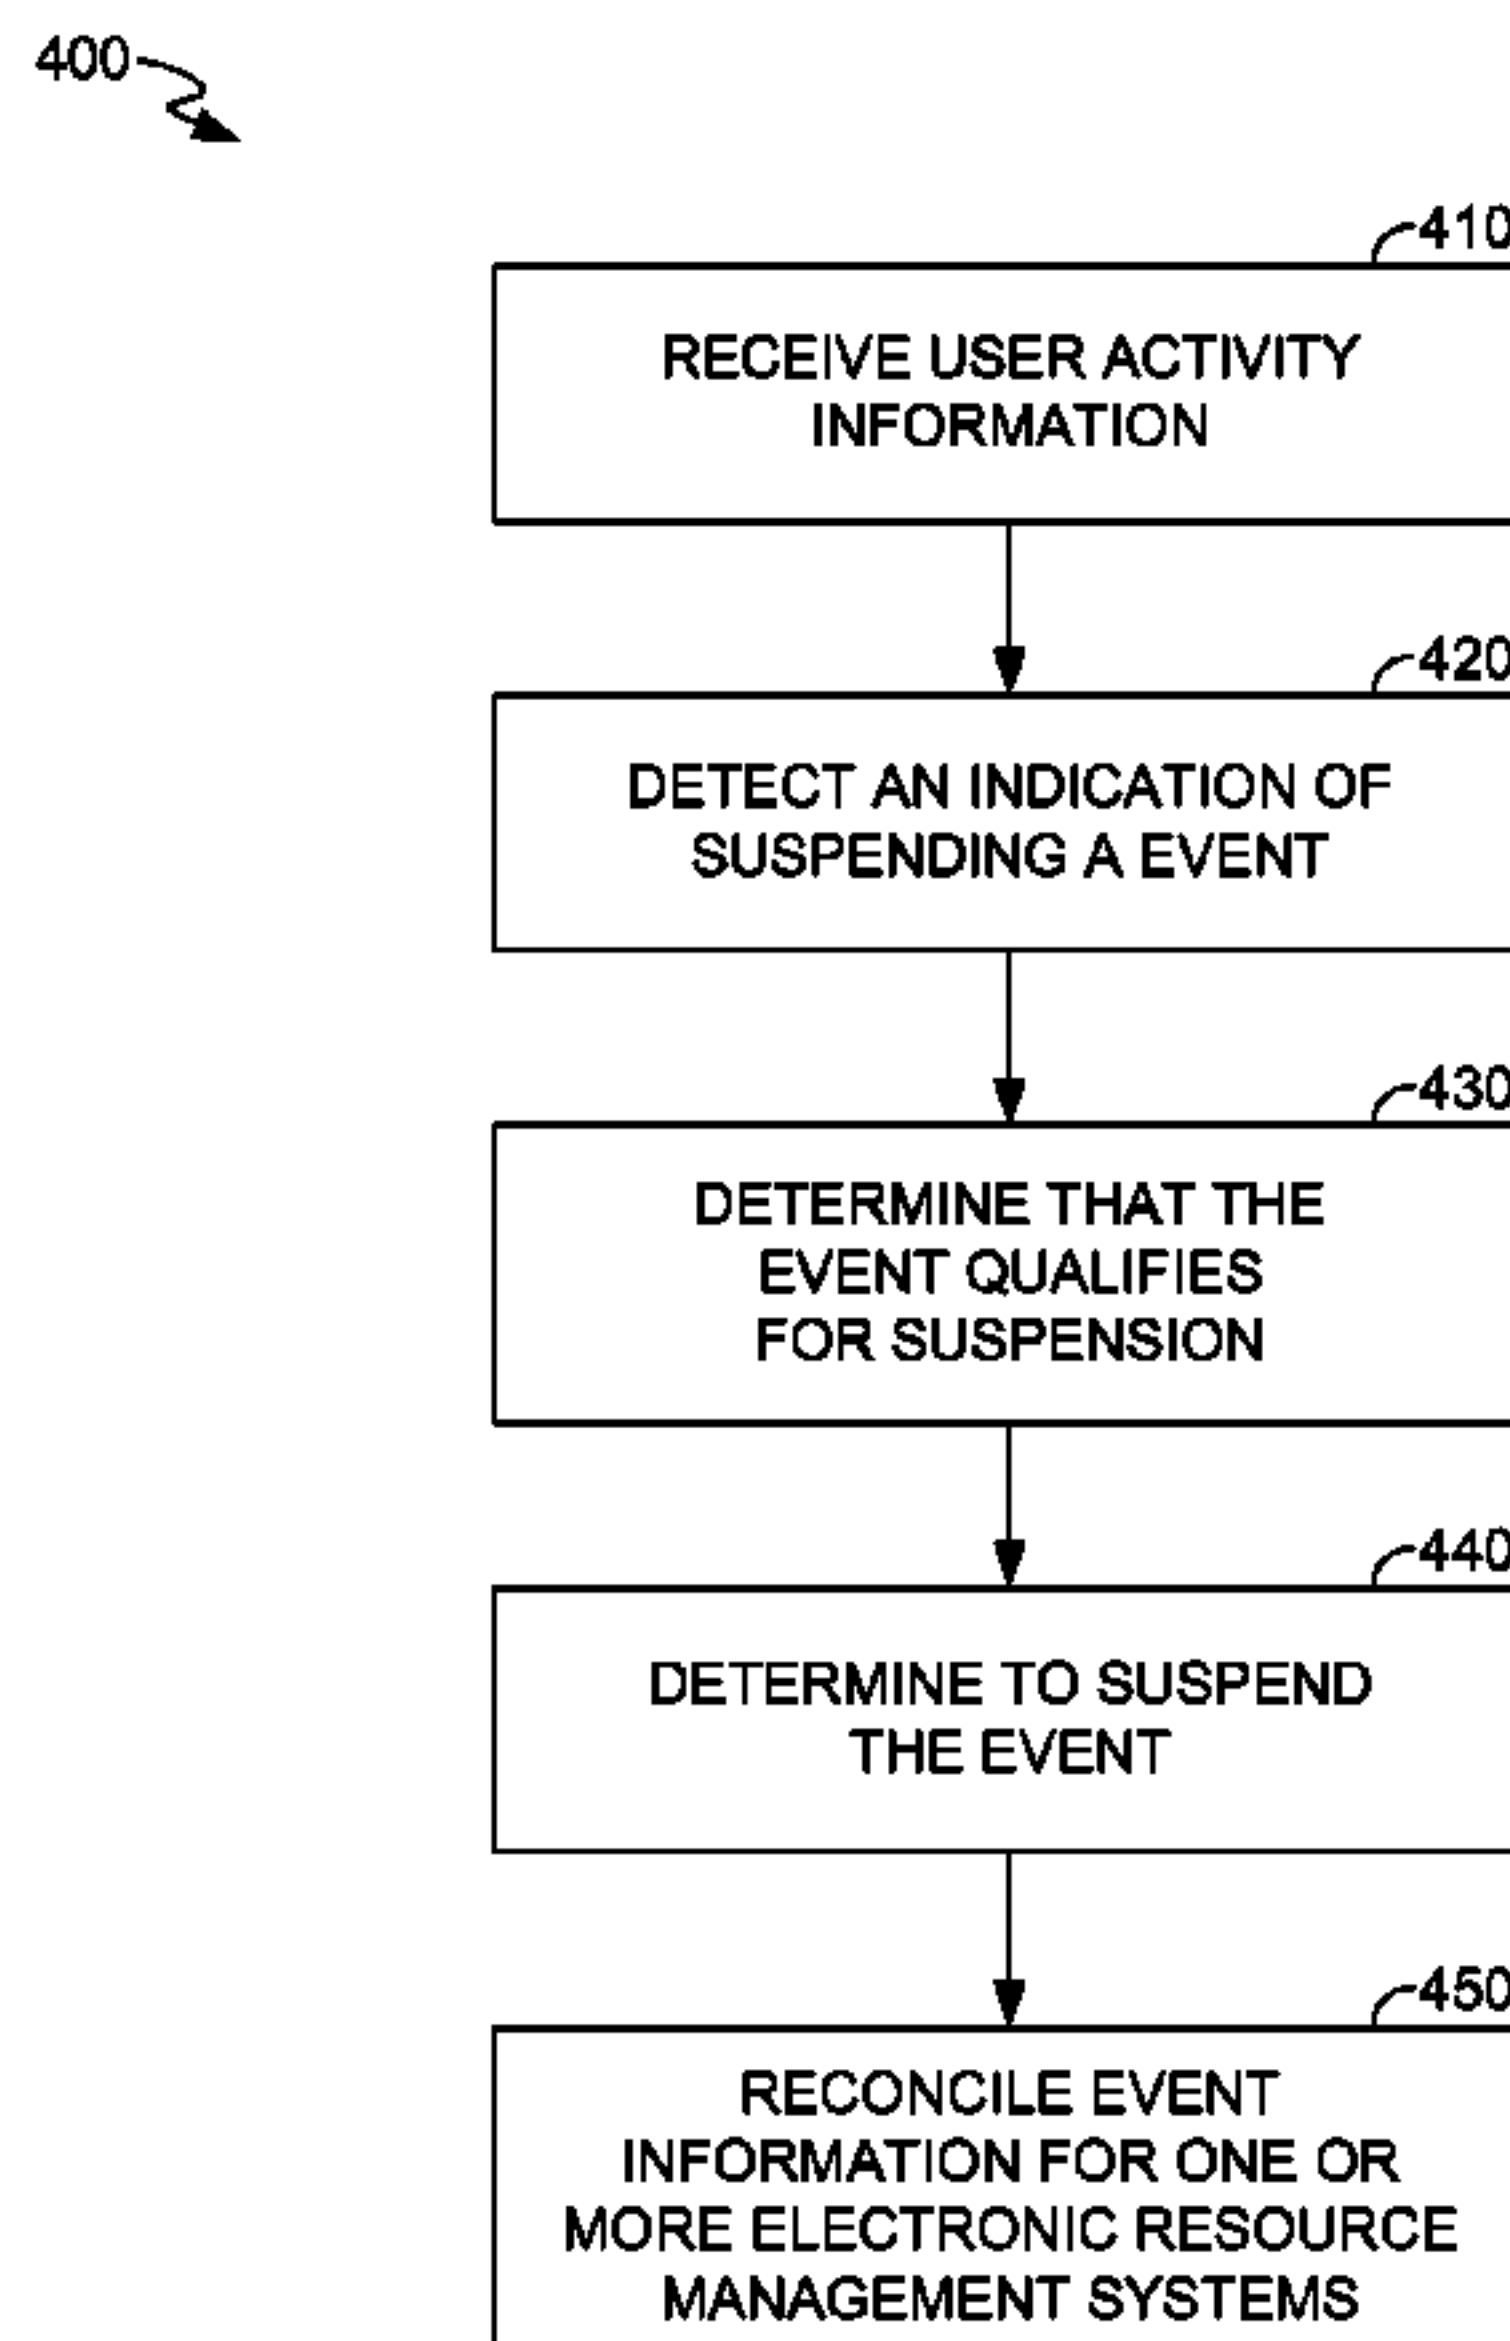 400
410
RECEIVE USER ACTIVITY
INFORMATION
420
DETECT AN INDICATION OF
SUSPENDING A EVENT
430
DETERMINE THAT THE
EVENT QUALIFIES
FOR SUSPENSION
440
DETERMINE TO SUSPEND
THE EVENT
450
RECONCILE EVENT
INFORMATION FOR ONE OR
MORE ELECTRONIC RESOURCE
MANAGEMENT SYSTEMS